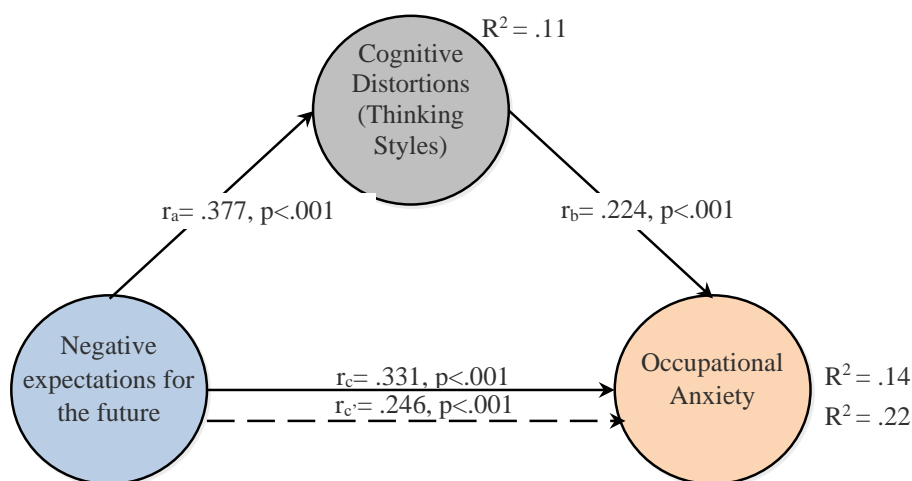 R² = .11
Cognitive
Distortions
(Thinking
Styles)
rₐ= .377, p<.001
r_b= .224, p<.001
Negative
expectations for
the future
r_c= .331, p<.001
r_c'= .246, p<.001
Occupational
Anxiety
R² = .14
R² = .22